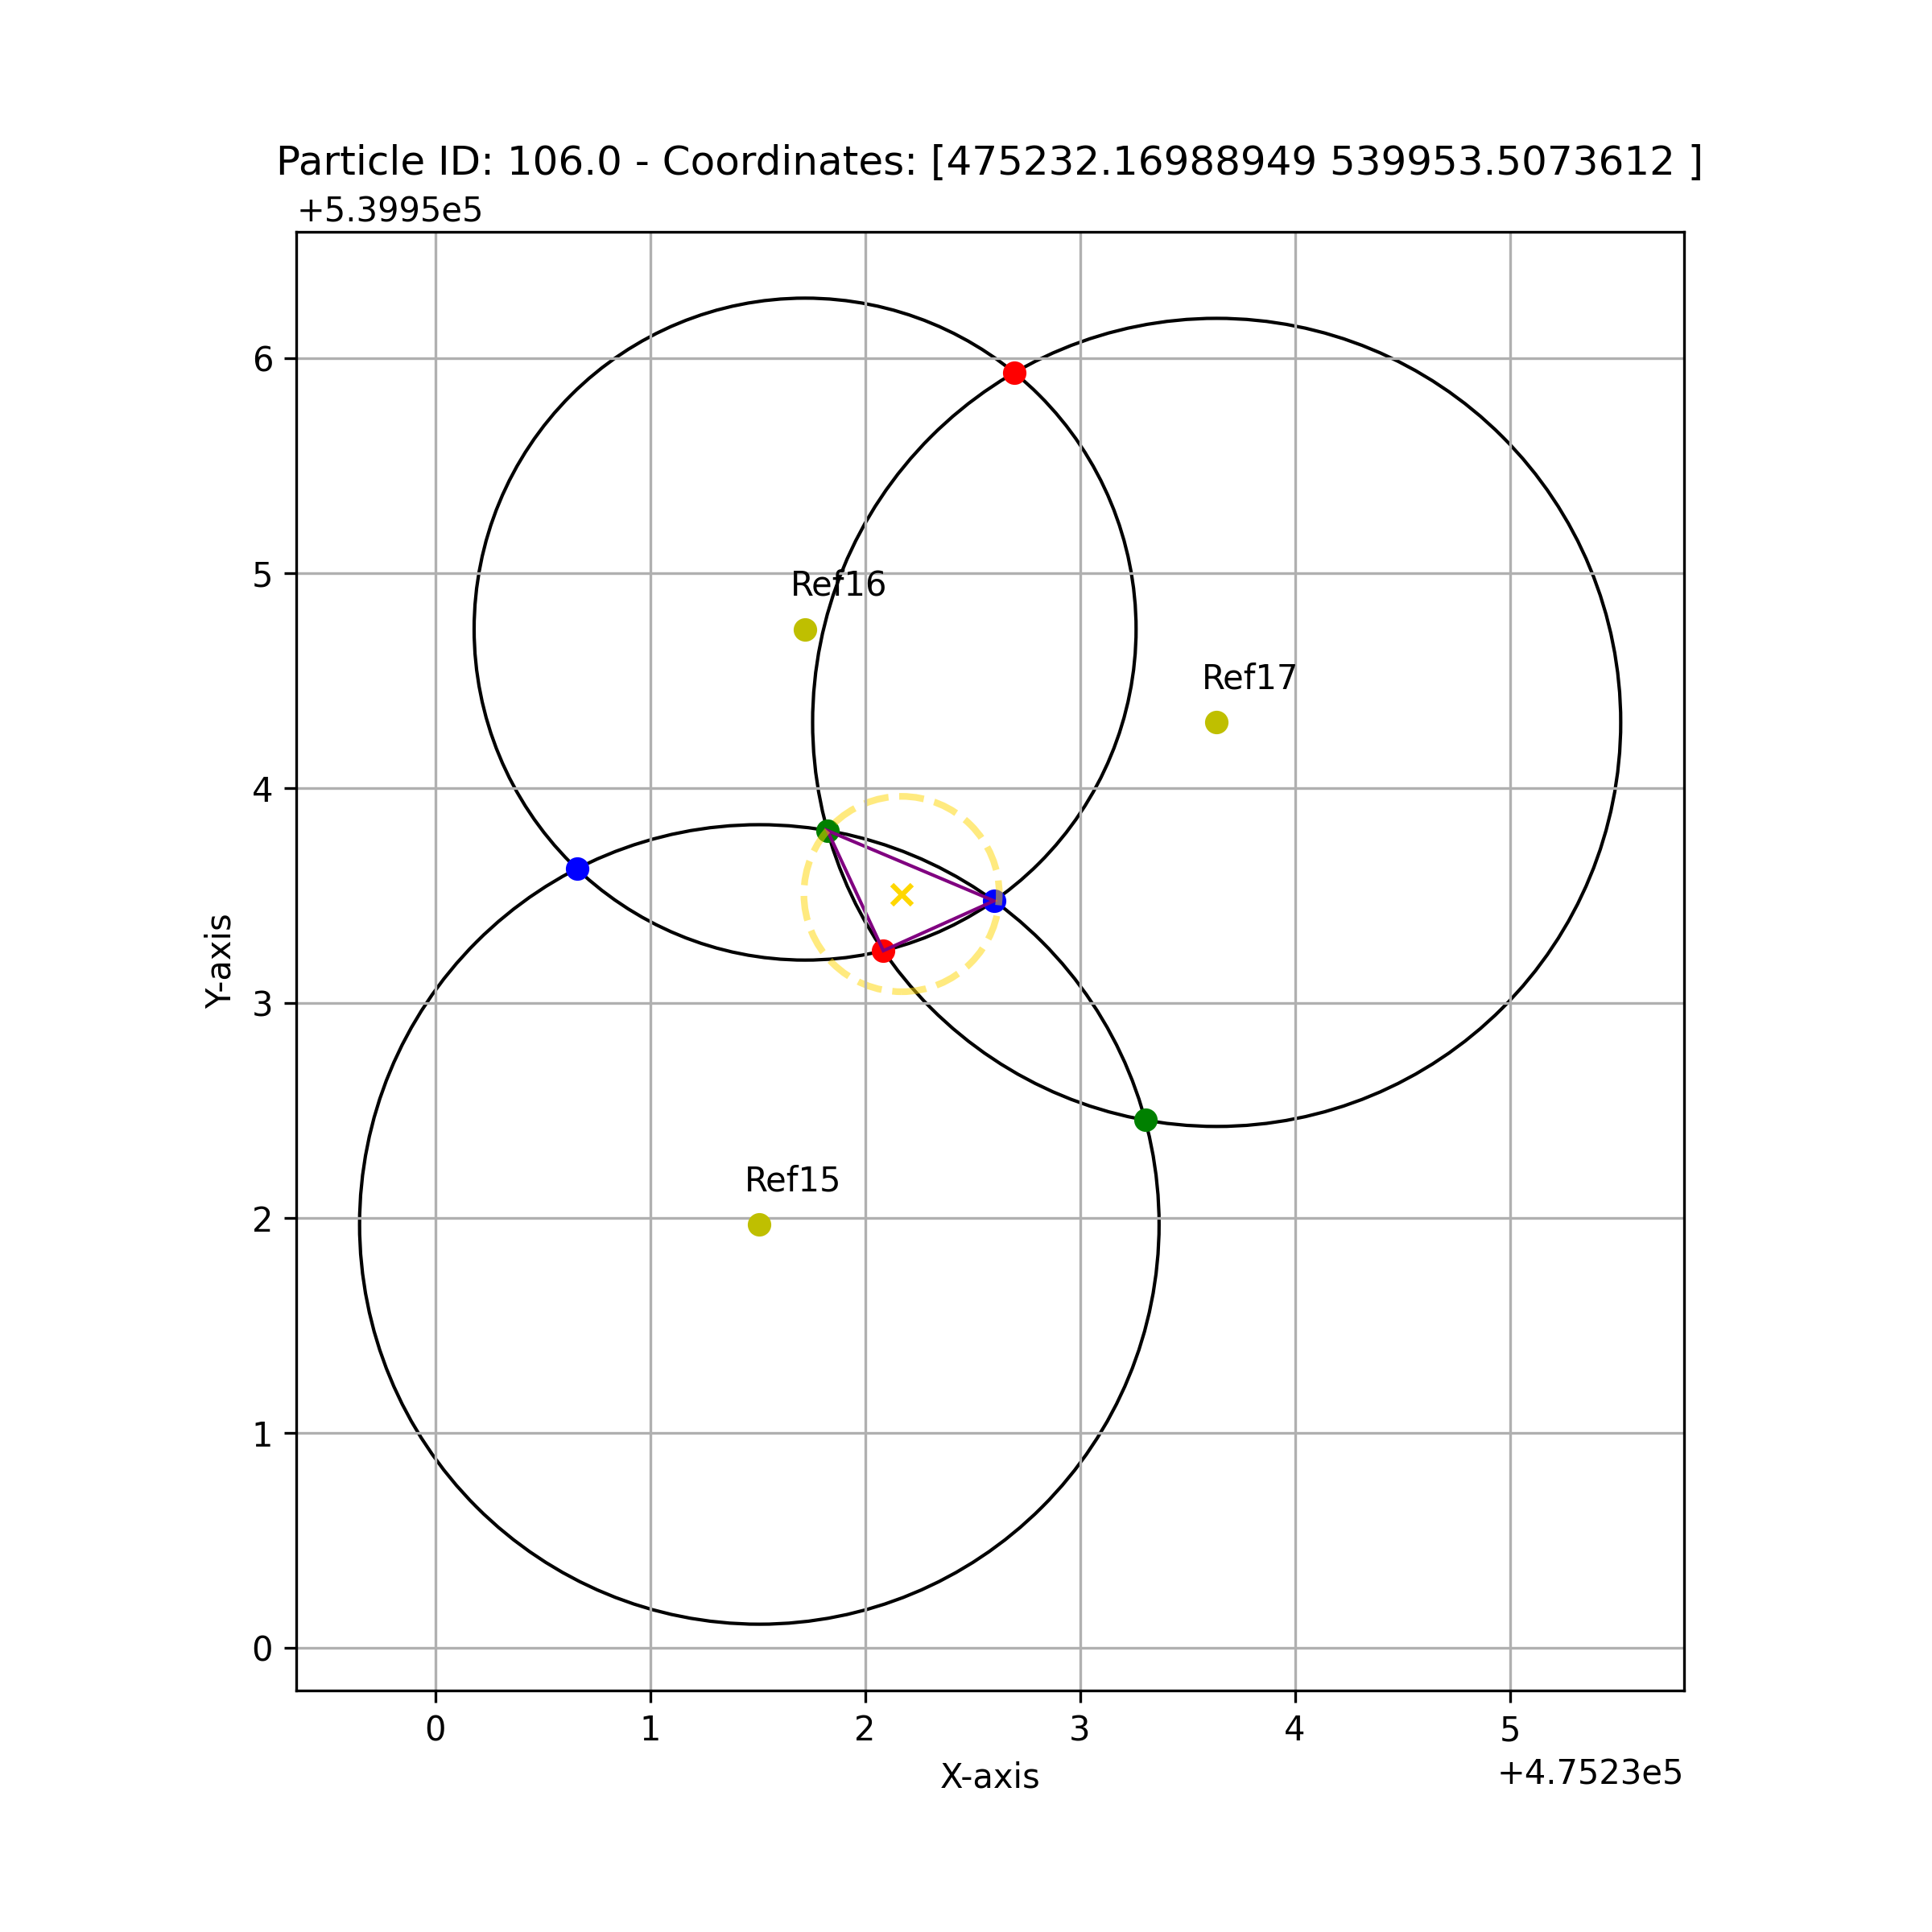 Particle ID: 106.0 - Coordinates: [475232.16988949 539953.5073612 ]
+5.3995e5
6
5
4
3
2
1
0
Y-axis
Ref16
Ref17
Ref15
0 1 2 3 4 5
X-axis
+4.7523e5